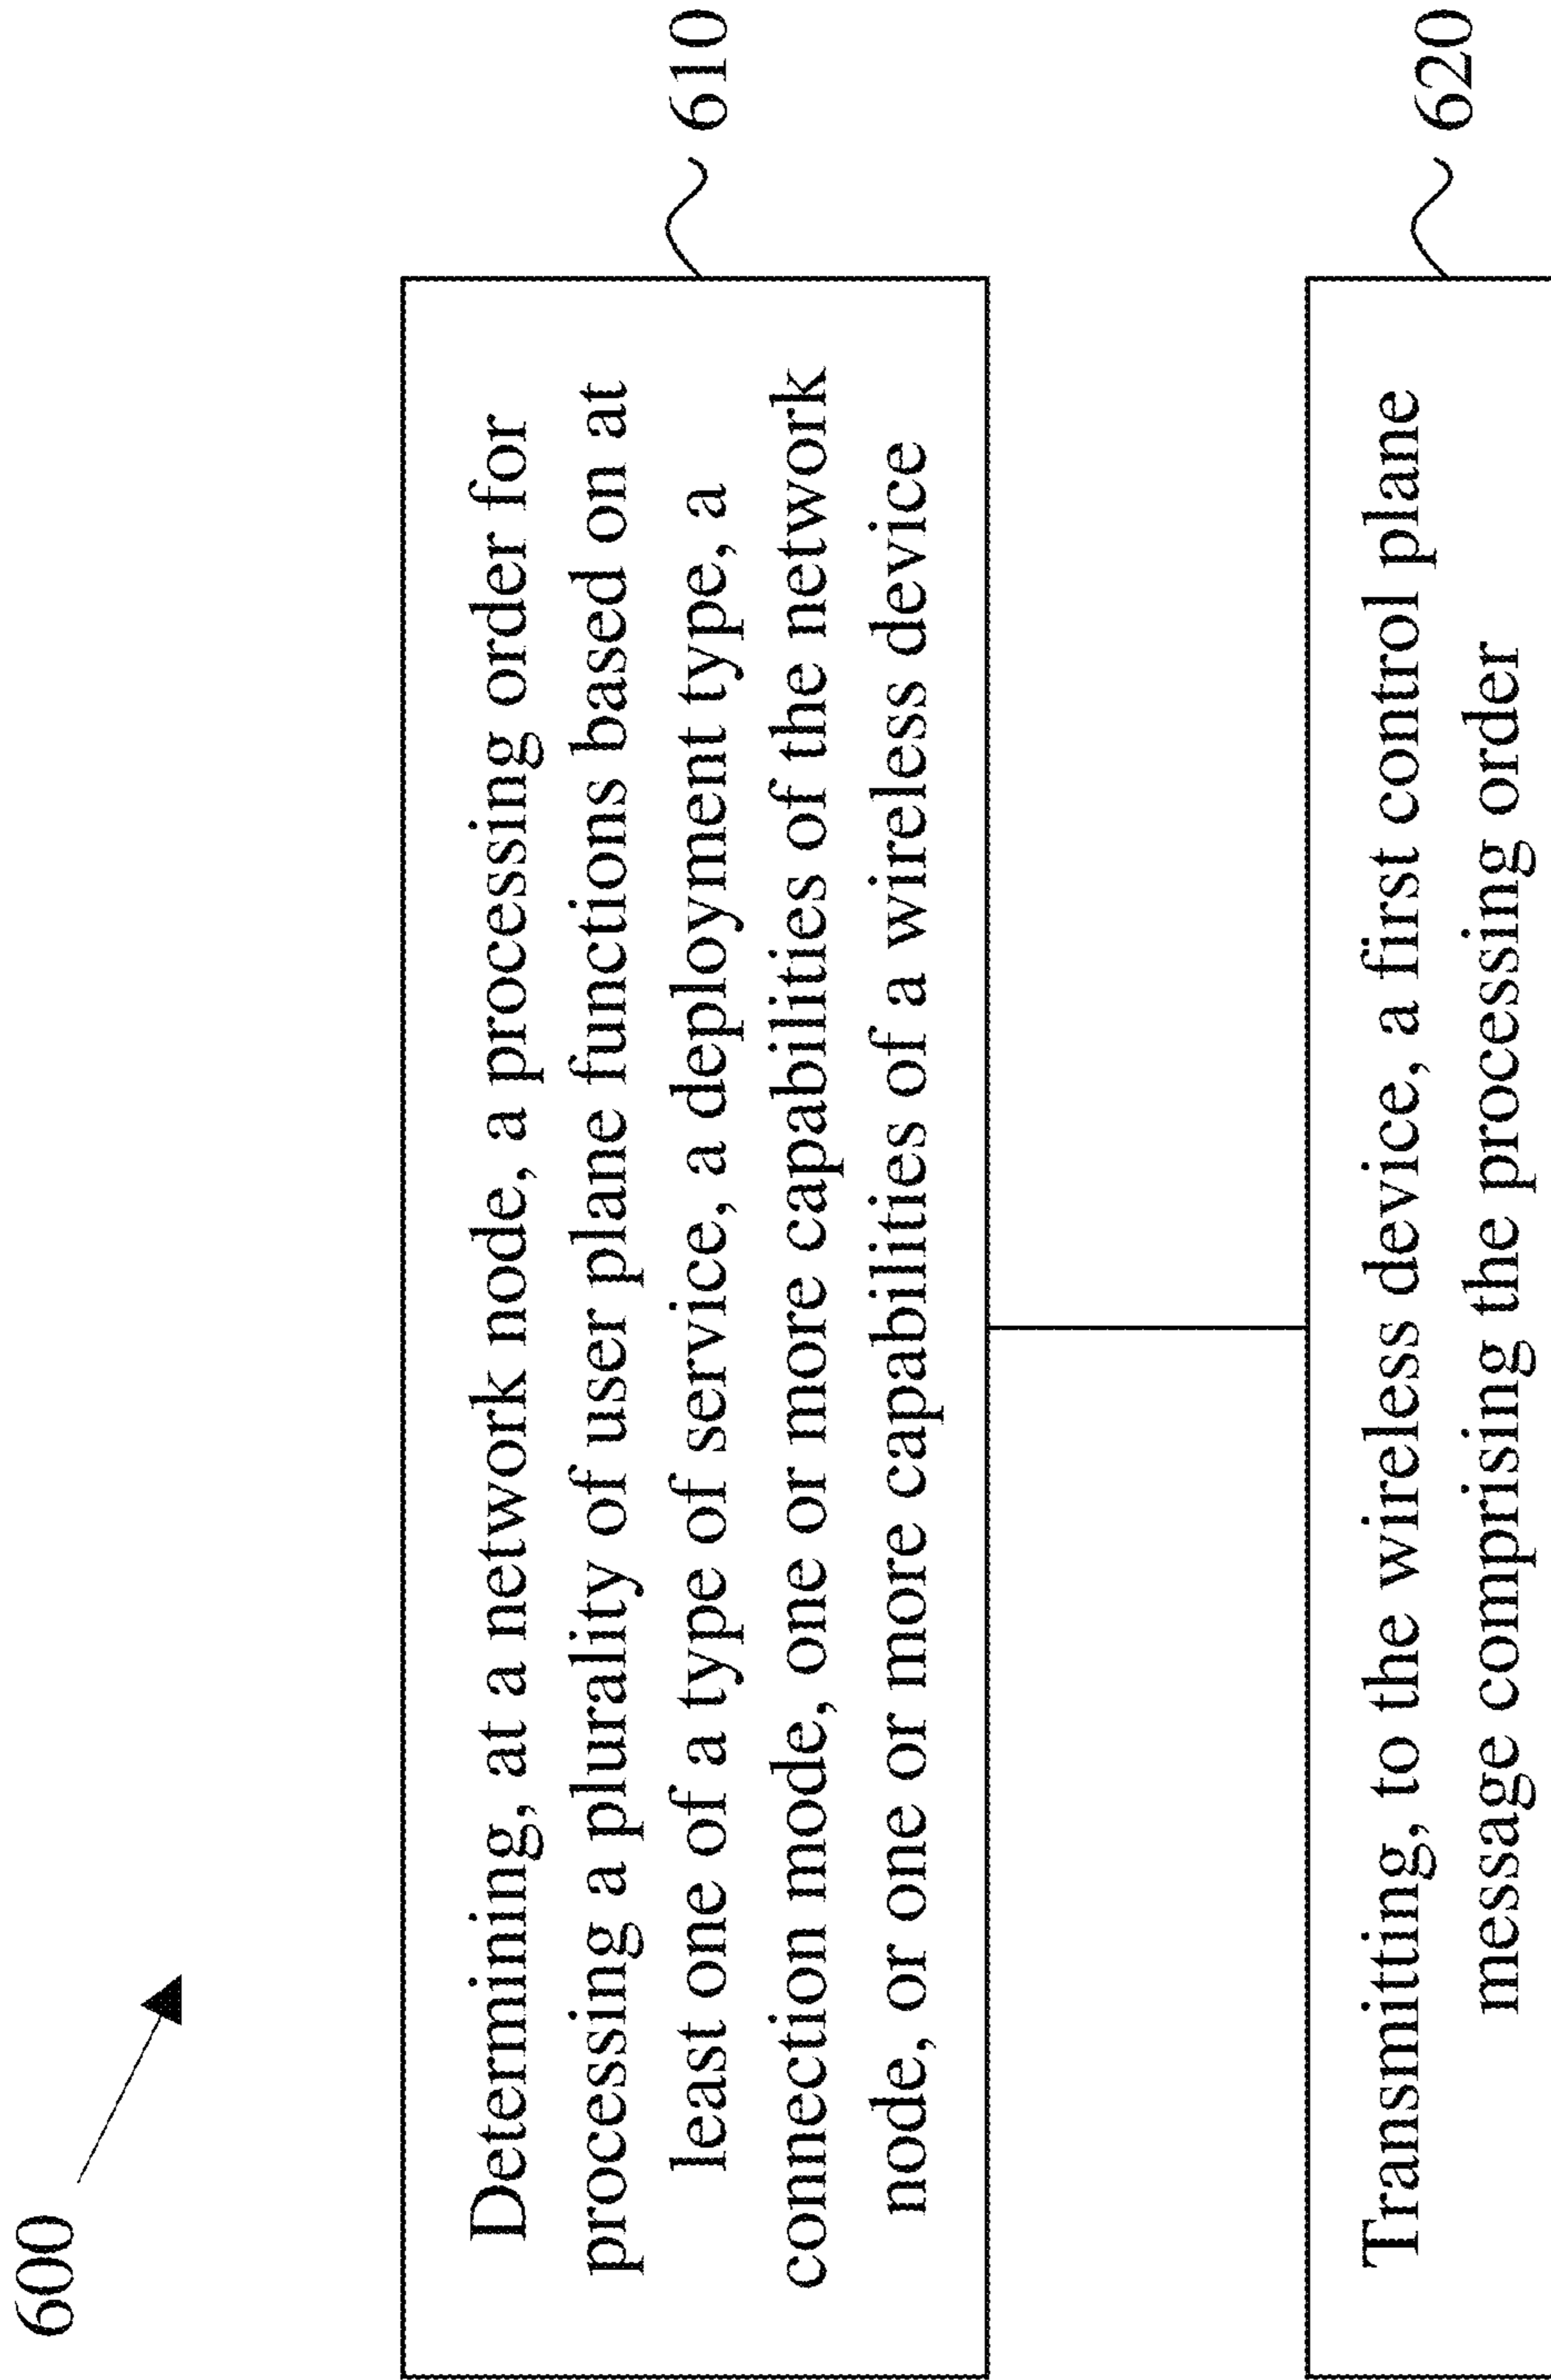 600
Determining, at a network node, a processing order for
processing a plurality of user plane functions based on at
least one of a type of service, a deployment type, a
connection mode, one or more capabilities of the network
node, or one or more capabilities of a wireless device
610
Transmitting, to the wireless device, a first control plane
message comprising the processing order
620